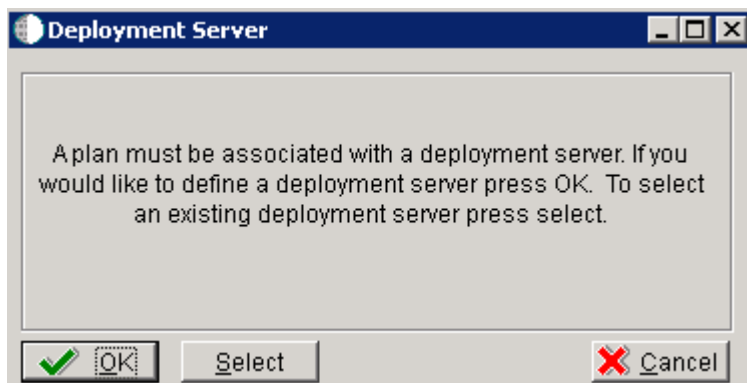 Deployment Server
A plan must be associated with a deployment server. If you
would like to define a deployment server press OK.  To select
an existing deployment server press select.
OK
Select
Cancel